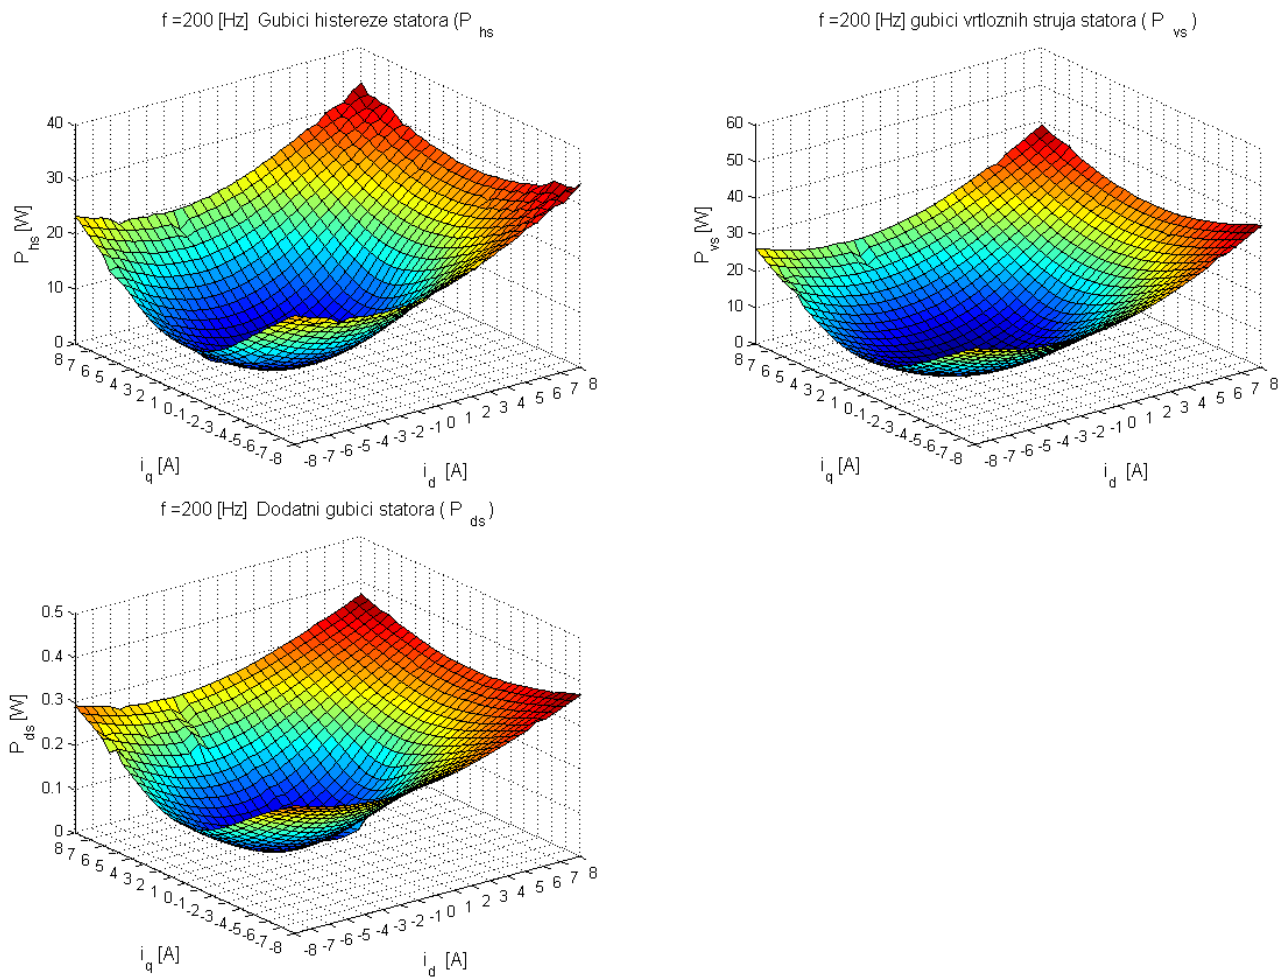 f =200 [Hz]  Gubici histereze statora (P hs
P hs [W]
40
30
20
10
0
8 7 6 5 4 3 2 1 0 -1 -2 -3 -4 -5 -6 -7 -8
i q [A]
-8 -7 -6 -5 -4 -3 -2 -1 0 1 2 3 4 5 6 7 8
i d [A]
f =200 [Hz] gubici vrtloznih struja statora ( P vs )
P vs [W]
60
50
40
30
20
10
0
8 7 6 5 4 3 2 1 0 -1 -2 -3 -4 -5 -6 -7 -8
i q [A]
-8 -7 -6 -5 -4 -3 -2 -1 0 1 2 3 4 5 6 7 8
i d [A]
f =200 [Hz]  Dodatni gubici statora ( P ds )
P ds [W]
0.5
0.4
0.3
0.2
0.1
0
8 7 6 5 4 3 2 1 0 -1 -2 -3 -4 -5 -6 -7 -8
i q [A]
-8 -7 -6 -5 -4 -3 -2 -1 0 1 2 3 4 5 6 7 8
i d [A]